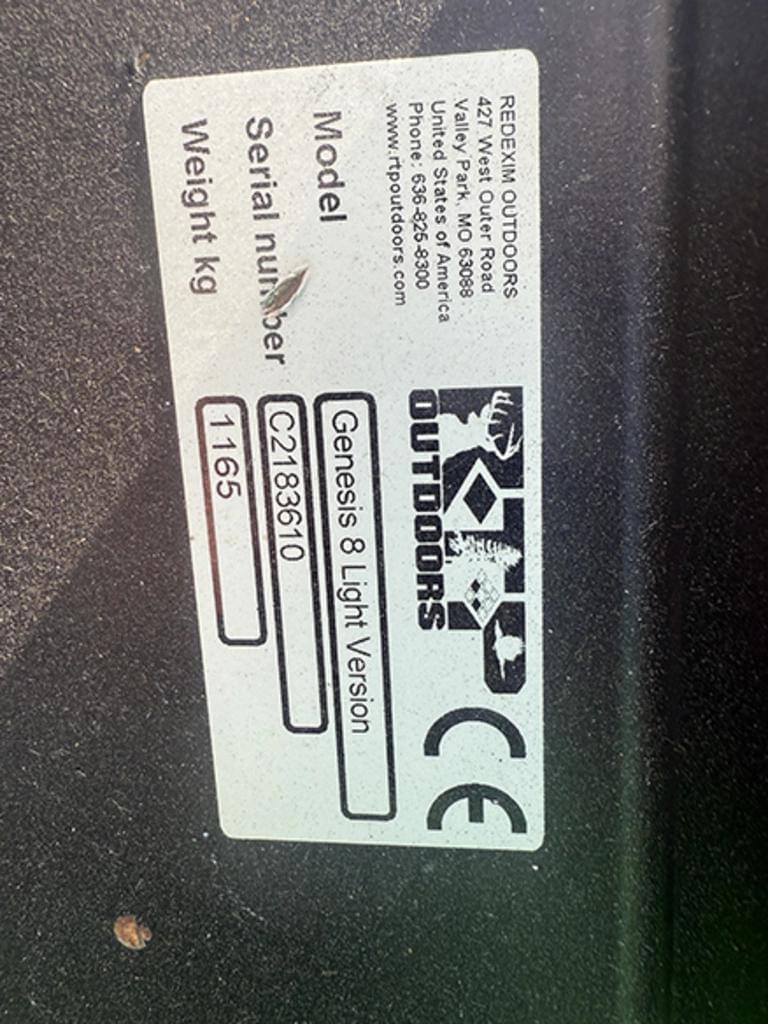 REDEXIM OUTDOORS
427 West Outer Road
Valley Park, MO 63088
United States of America
Phone: 636-825-8300
www.rtpoutdoors.com
RTP
OUTDOORS
CE
Model
Genesis 8 Light Version
Serial number
C2183610
Weight kg
1165